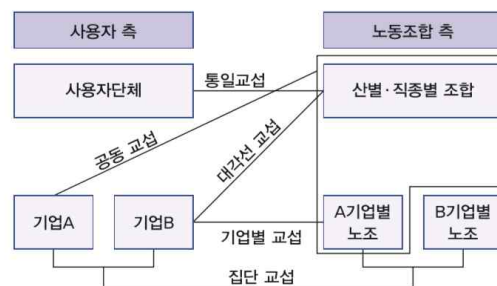 사용자 측
노동조합 측
사용자단체
통일교섭
산별·직종별 조합
공동 교섭
대각선 교섭
기업A
기업B
기업별 교섭
A기업별
노조
B기업별
노조
집단 교섭